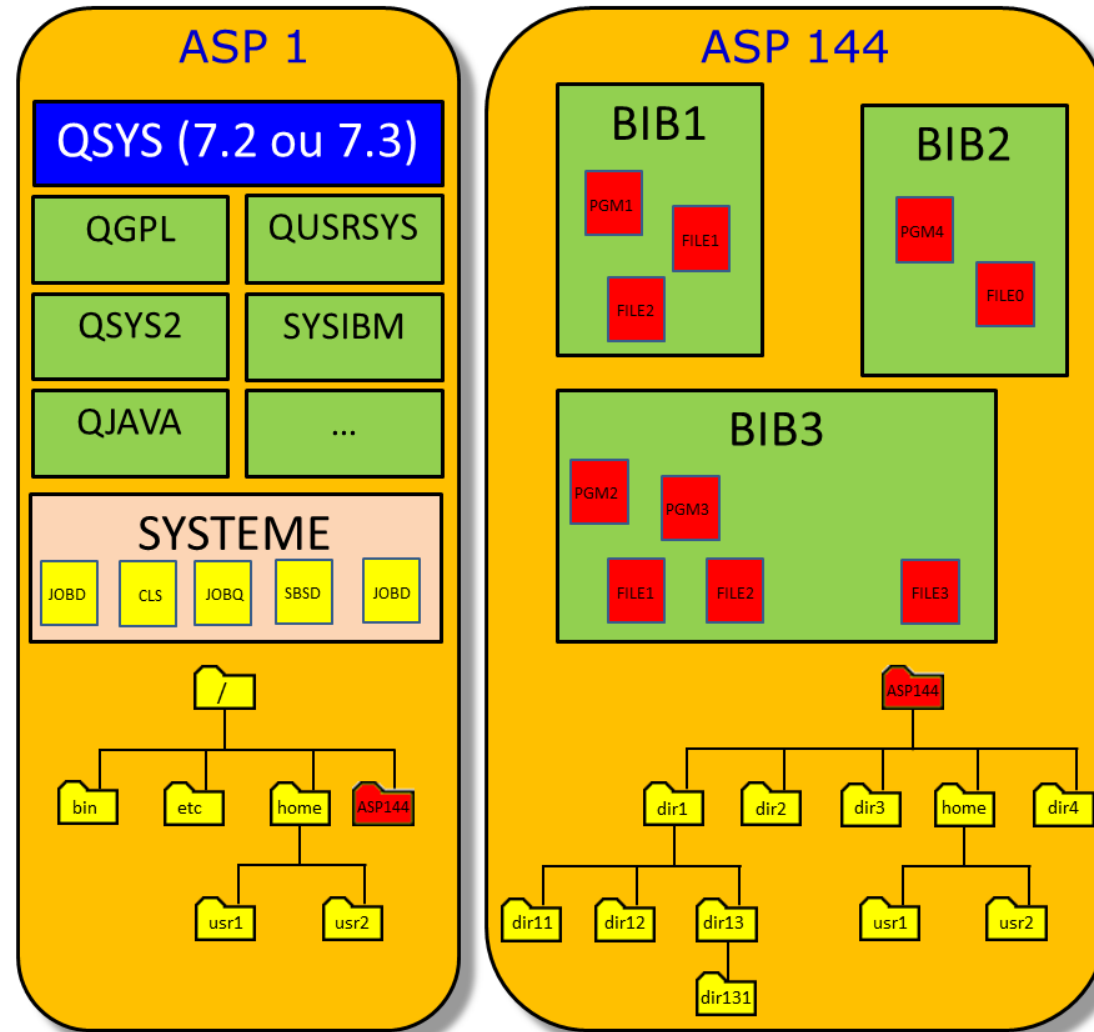 ASP 1
QSYS (7.2 ou 7.3)
QGPL
QUSRSYS
QSYS2
SYSIBM
QJAVA
...
SYSTEME
JOBD
CLS
JOBQ
SBSD
JOBD
/
bin
etc
home
ASP144
usr1
usr2
ASP 144
BIB1
PGM1
FILE1
FILE2
BIB2
PGM4
FILE0
BIB3
PGM2
PGM3
FILE1
FILE2
FILE3
ASP144
dir1
dir2
dir3
home
dir4
dir11
dir12
dir13
usr1
usr2
dir131